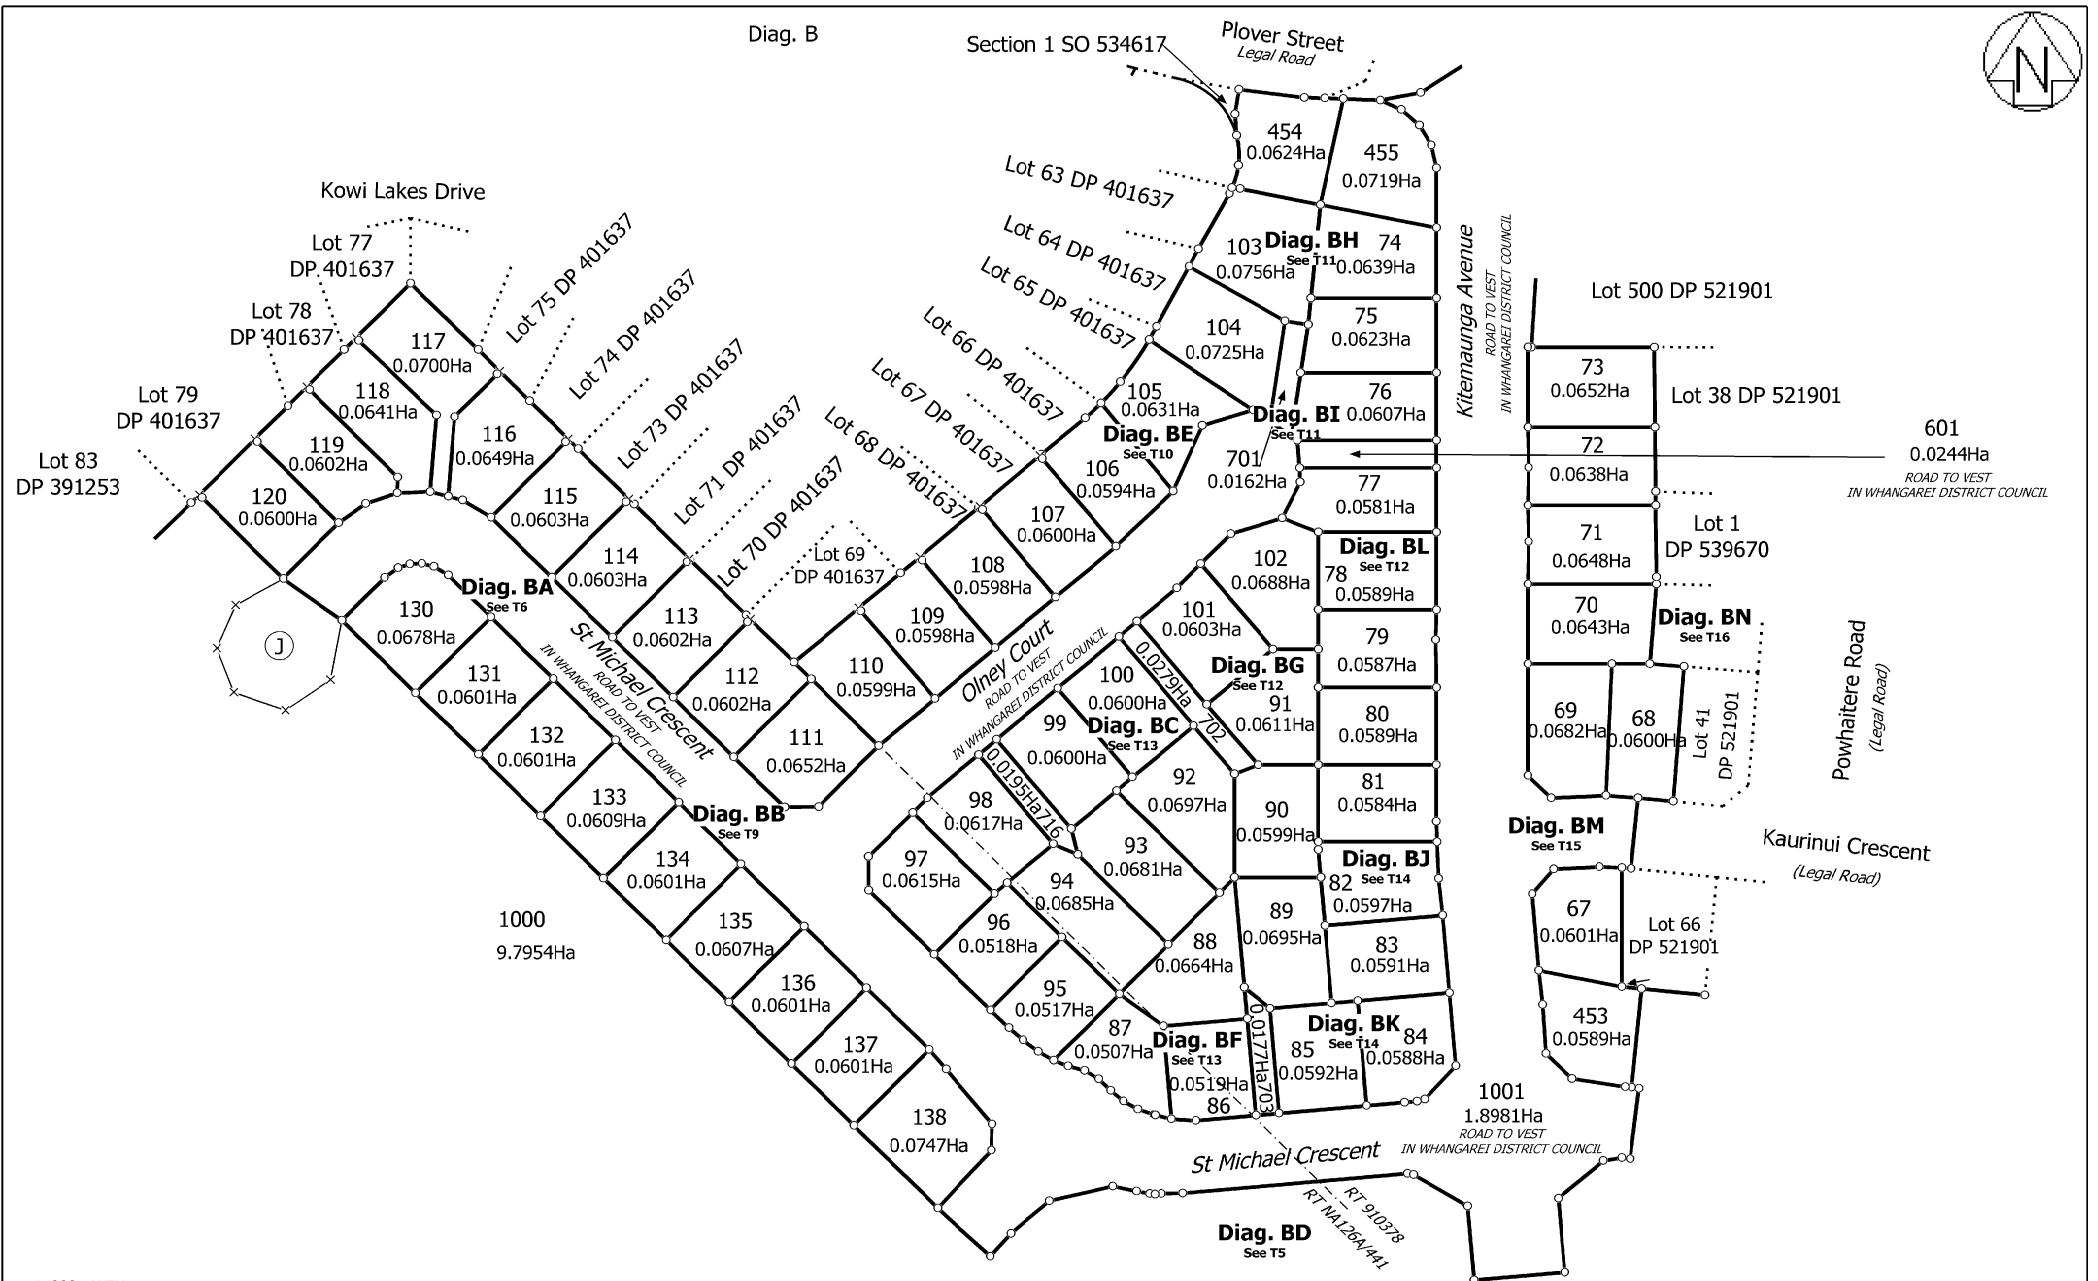 Diag. B
Section 1 SO 534617
Plover Street
Legal Road
N
454
0.0624Ha
455
0.0719Ha
Lot 63 DP 401637
Kowi Lakes Drive
Lot 77
DP 401637
Lot 75 DP 401637
Lot 64 DP 401637
103
0.0756Ha
Diag. BH
See T11
74
0.0639Ha
Kitemaunga Avenue
ROAD TO VEST
IN WHANGAREI DISTRICT COUNCIL
Lot 78
DP 401637
Lot 74 DP 401637
Lot 65 DP 401637
Lot 500 DP 521901
117
0.0700Ha
104
0.0725Ha
75
0.0623Ha
Lot 66 DP 401637
Lot 79
DP 401637
118
0.0641Ha
Lot 73 DP 401637
Lot 67 DP 401637
105
0.0631Ha
76
0.0607Ha
73
0.0652Ha
Lot 38 DP 521901
Lot 83
DP 391253
119
0.0602Ha
116
0.0649Ha
Lot 71 DP 401637
Lot 68 DP 401637
Diag. BE
See T10
Diag. BI
See T11
72
0.0638Ha
601
0.0244Ha
ROAD TO VEST
IN WHANGAREI DISTRICT COUNCIL
120
0.0600Ha
115
0.0603Ha
Lot 70 DP 401637
106
0.0594Ha
701
0.0162Ha
77
0.0581Ha
107
0.0600Ha
71
0.0648Ha
Lot 1
DP 539670
114
0.0603Ha
Lot 69
DP 401637
108
0.0598Ha
102
0.0688Ha
Diag. BL
See T12
78
0.0589Ha
Diag. BA
See T6
130
0.0678Ha
113
0.0602Ha
109
0.0598Ha
101
0.0603Ha
79
0.0587Ha
70
0.0643Ha
Diag. BN
See T16
J
St Michael Crescent
ROAD TO VEST
IN WHANGAREI DISTRICT COUNCIL
Olney Court
ROAD TO VEST
IN WHANGAREI DISTRICT COUNCIL
131
0.0601Ha
112
0.0602Ha
110
0.0599Ha
100
0.0600Ha
0.0279Ha
702
Diag. BG
See T12
91
0.0611Ha
80
0.0589Ha
69
0.0682Ha
68
0.0600Ha
Lot 41
DP 521901
Powhaitere Road
(Legal Road)
132
0.0601Ha
111
0.0652Ha
99
0.0600Ha
Diag. BC
See T13
92
0.0697Ha
81
0.0584Ha
133
0.0609Ha
Diag. BB
See T9
98
0.0617Ha
0.0195Ha
716
90
0.0599Ha
Diag. BM
See T15
Kaurinui Crescent
(Legal Road)
134
0.0601Ha
97
0.0615Ha
93
0.0681Ha
Diag. BJ
See T14
82
0.0597Ha
94
0.0685Ha
1000
9.7954Ha
135
0.0607Ha
96
0.0518Ha
88
0.0664Ha
89
0.0695Ha
83
0.0591Ha
67
0.0601Ha
Lot 66
DP 521901
136
0.0601Ha
95
0.0517Ha
137
0.0601Ha
87
0.0507Ha
Diag. BF
See T13
0.0519Ha
86
0.0177Ha
703
85
0.0592Ha
Diag. BK
See T14
84
0.0588Ha
453
0.0589Ha
138
0.0747Ha
1001
1.8981Ha
ROAD TO VEST
IN WHANGAREI DISTRICT COUNCIL
St Michael Crescent
RT 910378
RT NA126A/441
Diag. BD
See T5